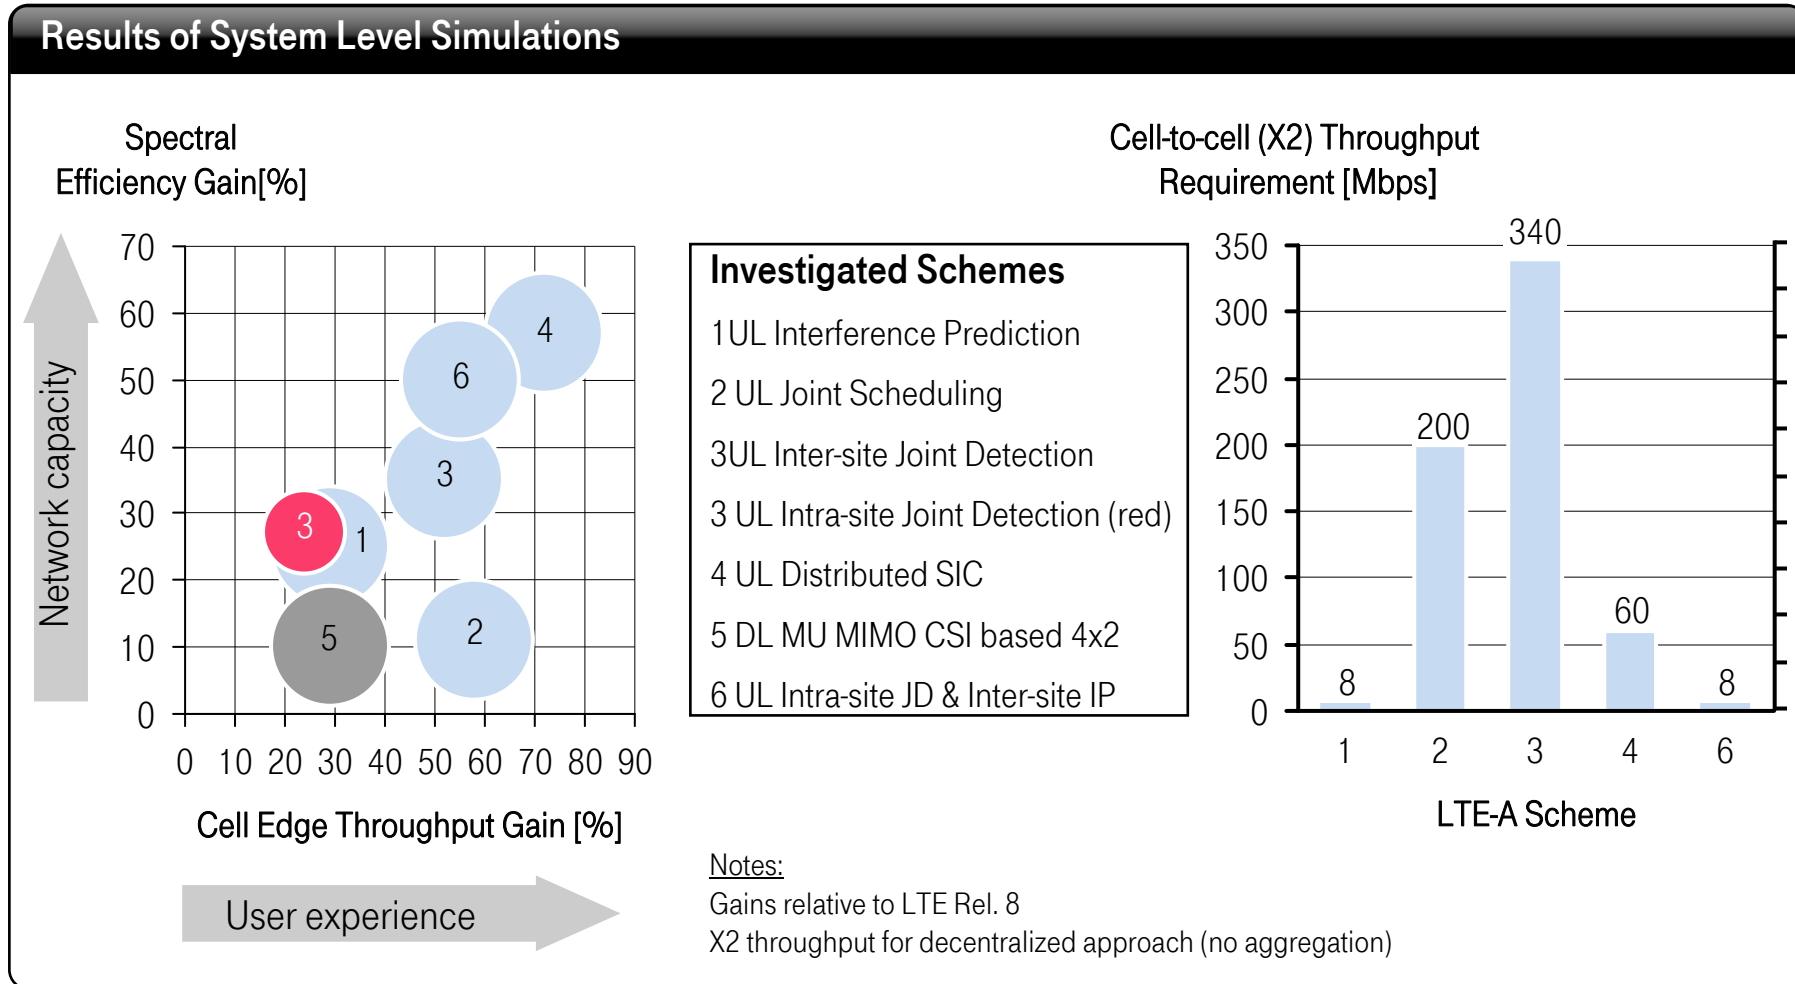 Results of System Level Simulations
Spectral
Efficiency Gain[%]
Network capacity
70
60
50
40
30
20
10
0
4
6
3
3
1
5
2
0 10 20 30 40 50 60 70 80 90
Cell Edge Throughput Gain [%]
User experience
Investigated Schemes
1UL Interference Prediction
2 UL Joint Scheduling
3UL Inter-site Joint Detection
3 UL Intra-site Joint Detection (red)
4 UL Distributed SIC
5 DL MU MIMO CSI based 4x2
6 UL Intra-site JD & Inter-site IP
Cell-to-cell (X2) Throughput
Requirement [Mbps]
350
300
250
200
150
100
50
0
8
200
340
60
8
1 2 3 4 6
LTE-A Scheme
Notes:
Gains relative to LTE Rel. 8
X2 throughput for decentralized approach (no aggregation)